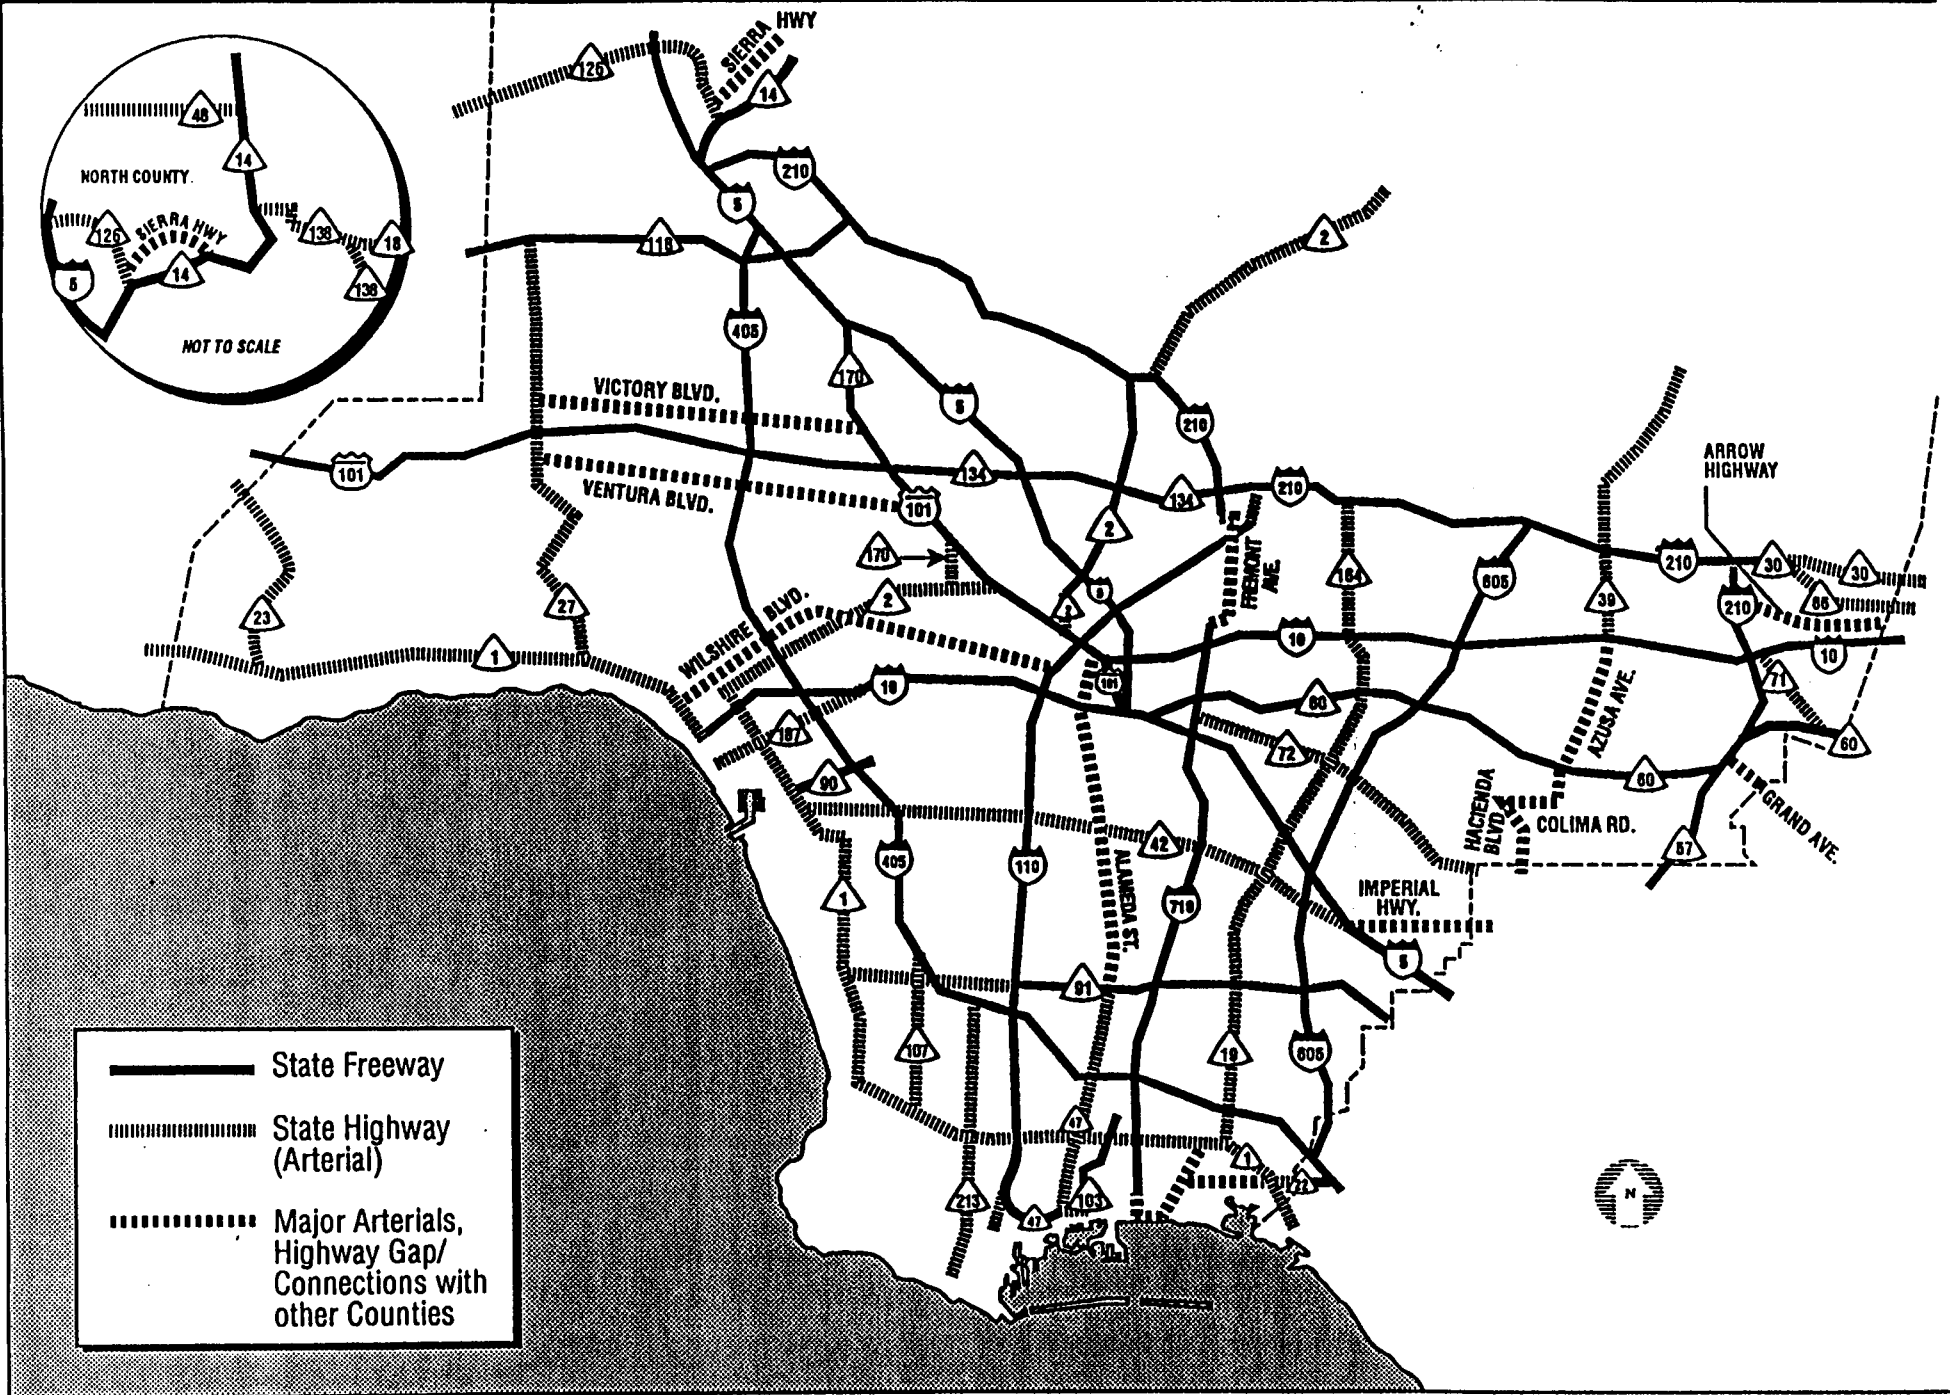 SIERRA HWY
126
14
48
14
NORTH COUNTY
126
SIERRA HWY
138
18
14
5
138
NOT TO SCALE
210
5
118
2
405
170
VICTORY BLVD.
5
210
101
134
VENTURA BLVD.
101
134
210
ARROW
HIGHWAY
2
170
FREMONT
AVE.
164
605
210
30
30
23
27
2
WILSHIRE BLVD.
5
2
39
210
66
1
10
10
101
10
60
AZUSA AVE.
71
187
72
60
90
60
HACIENDA
BLVD.
COLIMA RD.
GRAND AVE.
405
110
ALAMEDA ST.
42
57
1
710
IMPERIAL
HWY.
5
91
107
19
605
47
1
22
213
47
103
N
State Freeway
State Highway
(Arterial)
Major Arterials,
Highway Gap/
Connections with
other Counties